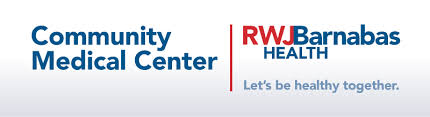 Community
Medical Center
RWJBarnabas
HEALTH
Let's be healthy together.